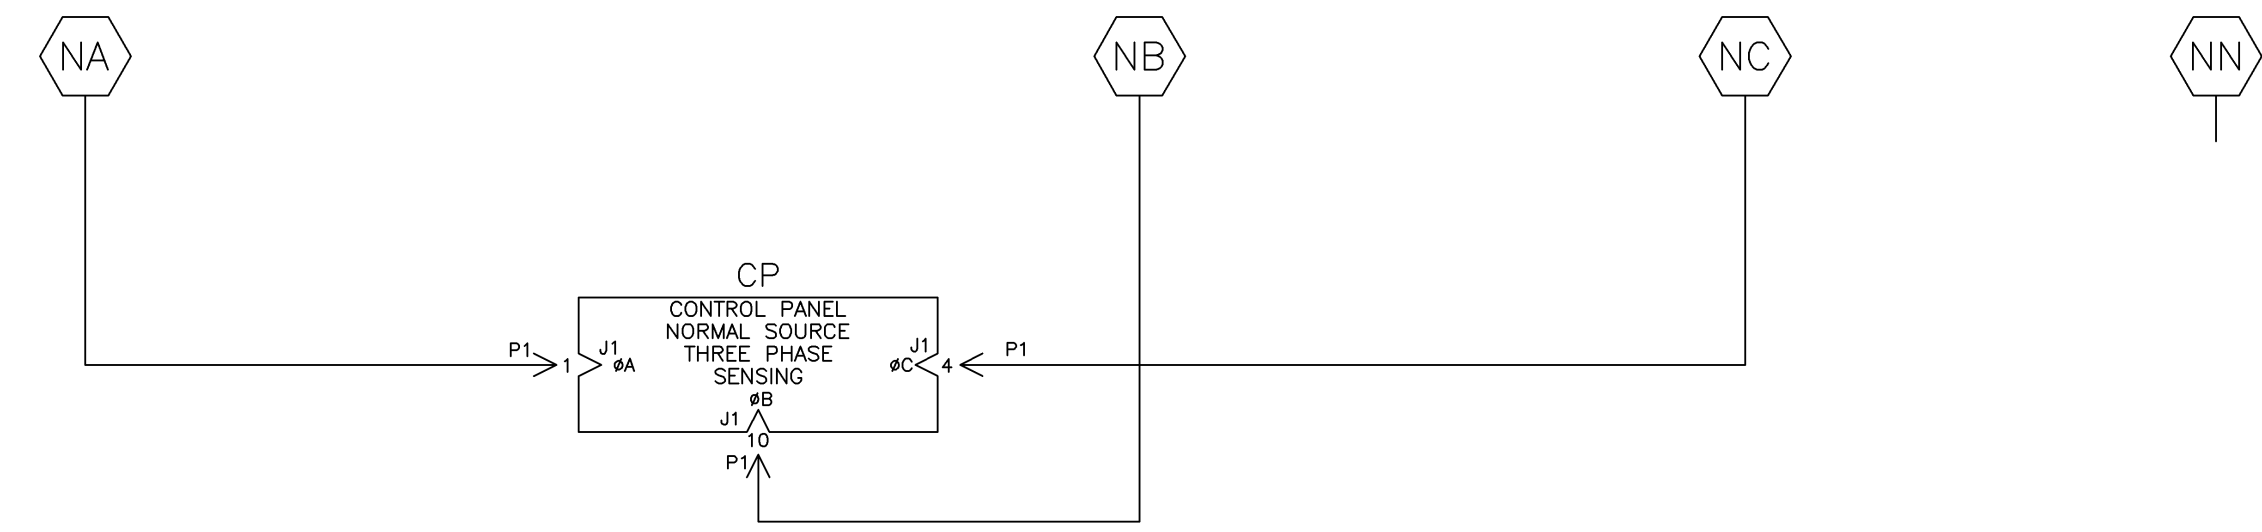 NA
NB
NC
NN
CP
CONTROL PANEL
NORMAL SOURCE
THREE PHASE
SENSING
P1
1
J1
øA
J1
øC
4
P1
øB
J1
10
P1